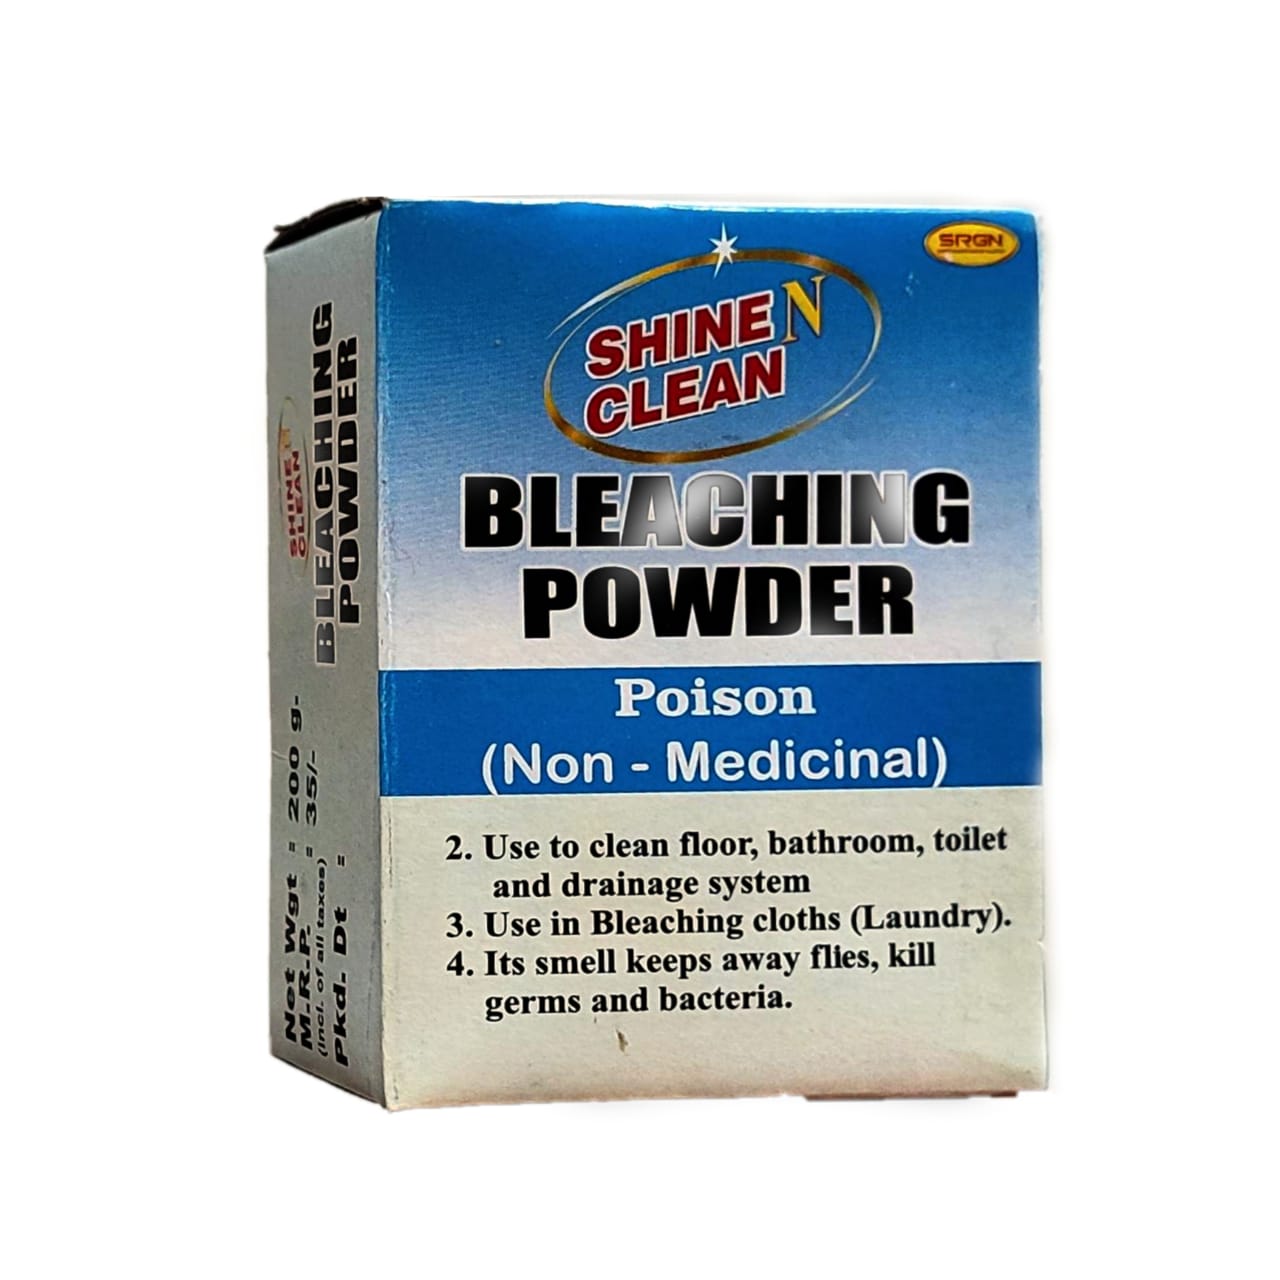 SRGN
SHINE N
CLEAN
BLEACHING
POWDER
Poison
(Non - Medicinal)
2. Use to clean floor, bathroom, toilet
and drainage system
3. Use in Bleaching cloths (Laundry).
4. Its smell keeps away flies, kill
germs and bacteria.
SHINE N
CLEAN
BLEACHING
POWDER
Net Wgt = 200 g.
M.R.P. = 35/-
(incl. of all taxes)
Pkd. Dt =